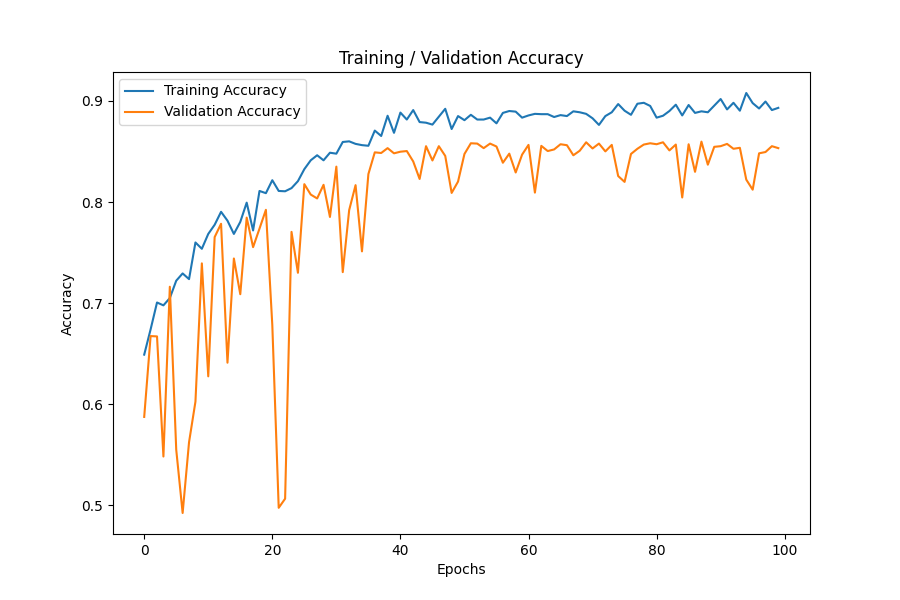 Training / Validation Accuracy
Training Accuracy
Validation Accuracy
0.9
0.8
0.7
0.6
0.5
Accuracy
0 20 40 60 80 100
Epochs